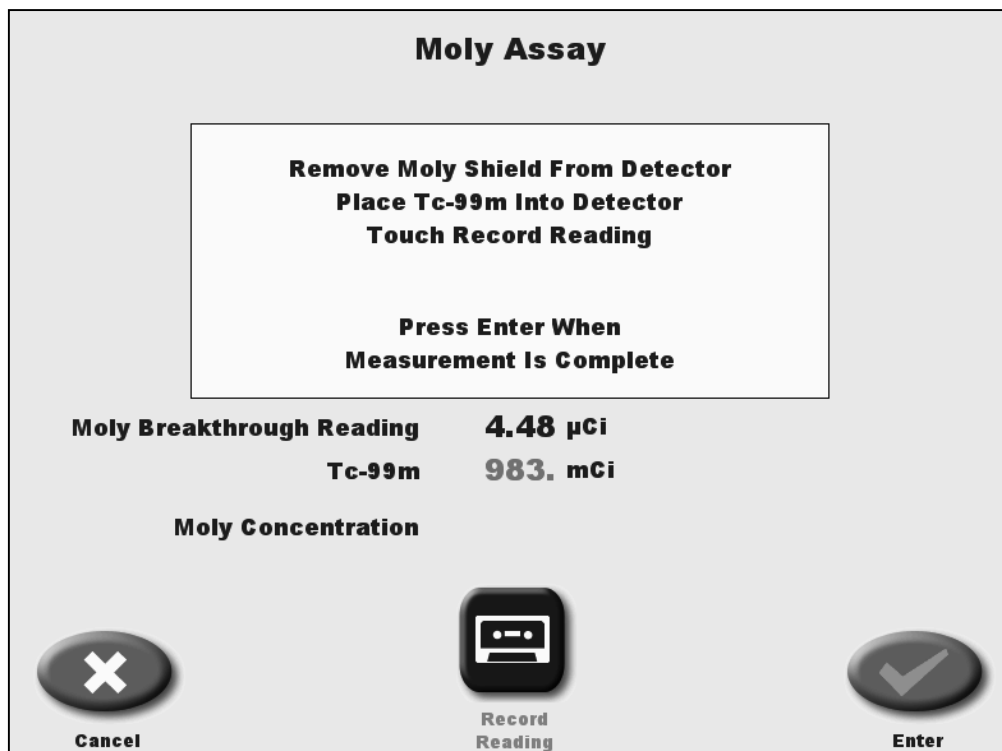 Moly Assay
Remove Moly Shield From Detector
Place Tc-99m Into Detector
Touch Record Reading
Press Enter When
Measurement Is Complete
Moly Breakthrough Reading 4.48 µCi
Tc-99m 983. mCi
Moly Concentration
Cancel
Record
Reading
Enter